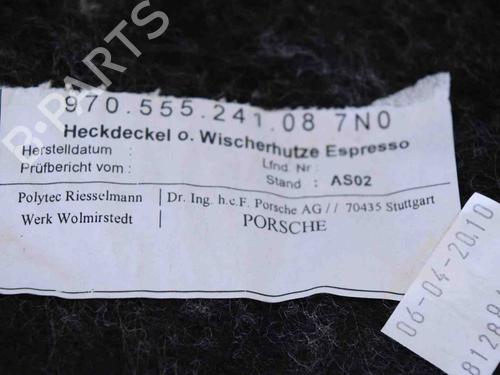 970.555.241.08 7N0
Heckdeckel o. Wischerhutze Espresso
Herstelldatum :
Lfnd. Nr :
Prüfbericht vom :
Stand : AS02
Polytec Riesselmann
Werk Wolmirstedt
Dr. Ing. h.c.F. Porsche AG // 70435 Stuttgart
PORSCHE
06-04-2010
B-PARTS